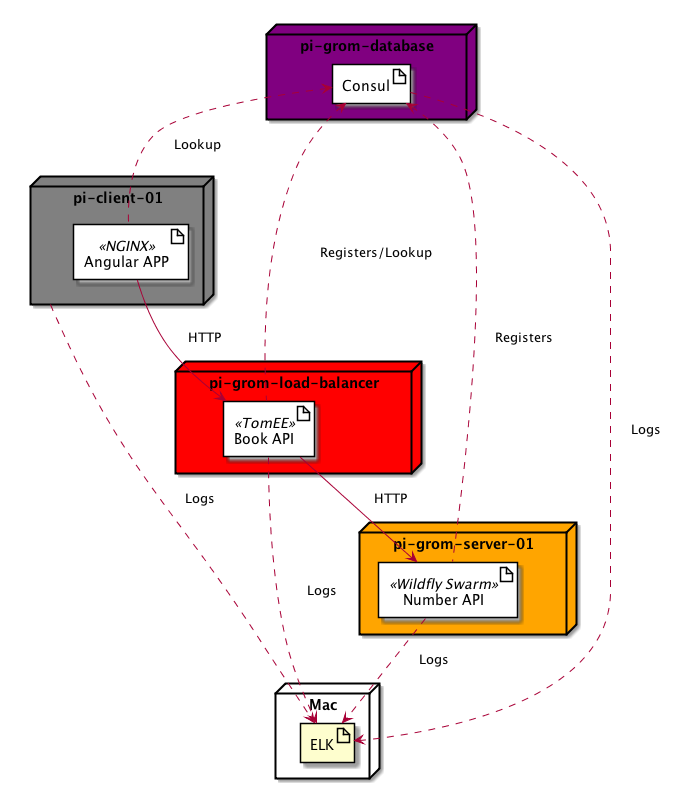 pi-grom-database
Consul
Lookup
pi-client-01
«NGINX»
Angular APP
Registers/Lookup
HTTP
Registers
pi-grom-load-balancer
«TomEE»
Book API
Logs
Logs
HTTP
pi-grom-server-01
«Wildfly Swarm»
Number API
Logs
Logs
Mac
ELK